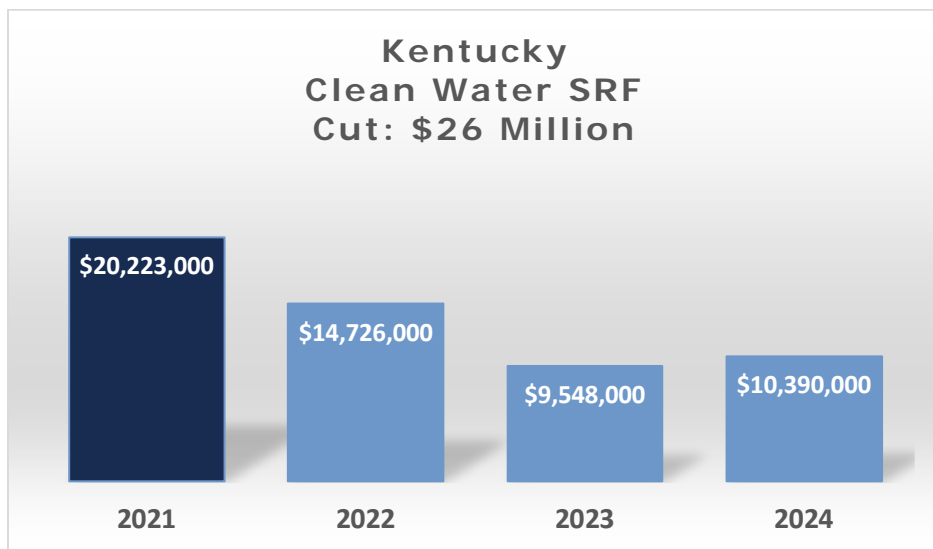 Kentucky
Clean Water SRF
Cut: $26 Million
$20,223,000
$14,726,000
$9,548,000
$10,390,000
2021
2022
2023
2024